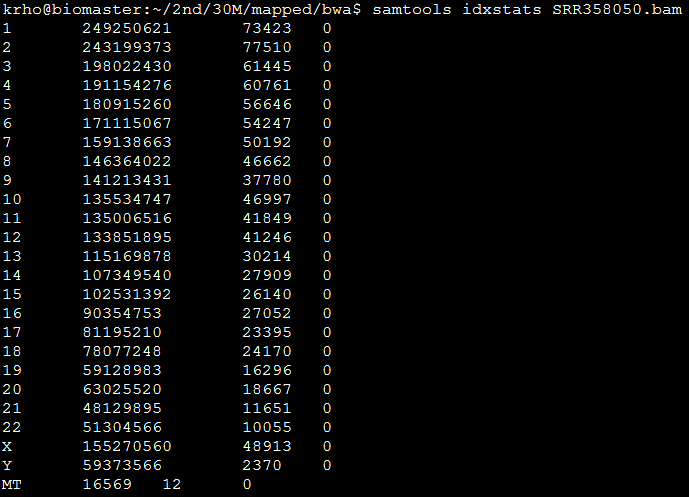 krho@biomaster:~/2nd/30M/mapped/bwa$ samtools idxstats SRR358050.bam
1 249250621 73423 0
2 243199373 77510 0
3 198022430 61445 0
4 191154276 60761 0
5 180915260 56646 0
6 171115067 54247 0
7 159138663 50192 0
8 146364022 46662 0
9 141213431 37780 0
10 135534747 46997 0
11 135006516 41849 0
12 133851895 41246 0
13 115169878 30214 0
14 107349540 27909 0
15 102531392 26140 0
16 90354753 27052 0
17 81195210 23395 0
18 78077248 24170 0
19 59128983 16296 0
20 63025520 18667 0
21 48129895 11651 0
22 51304566 10055 0
X 155270560 48913 0
Y 59373566 2370 0
MT 16569 12 0